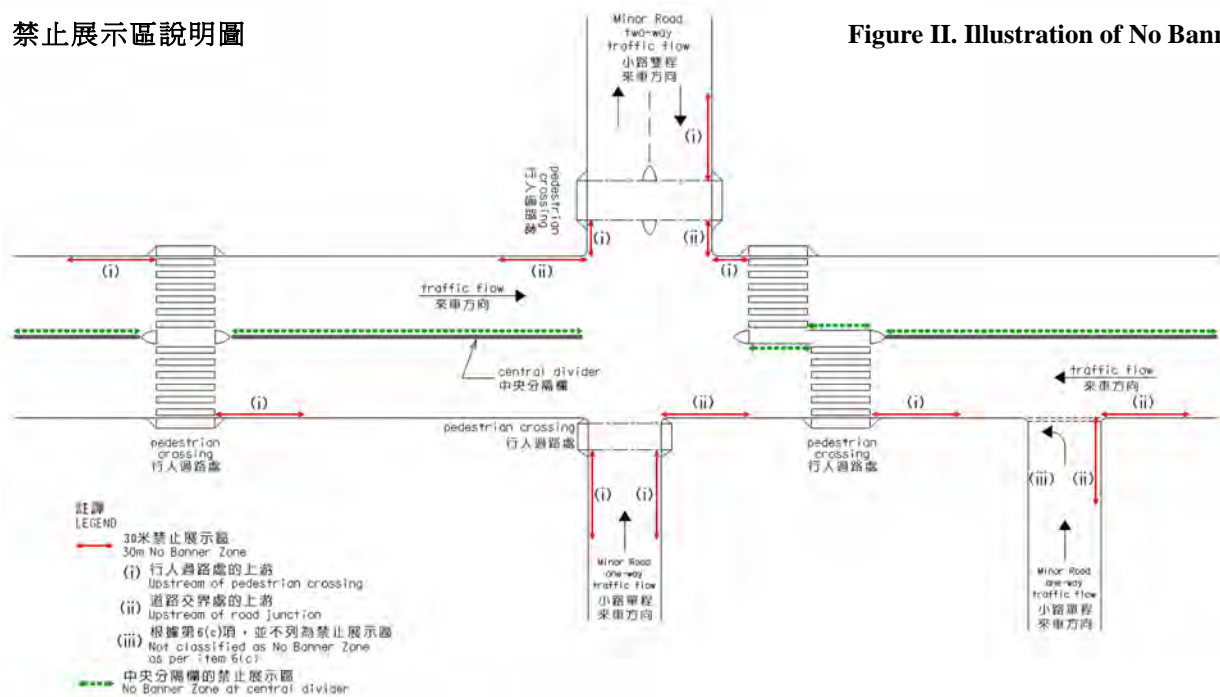 禁止展示區說明圖
Figure II. Illustration of No Bann
Minor Road
two-way
traffic flow
小路雙程
來車方向
(i)
pedestrian
crossing
行人過路處
(i)
(ii)
(i)
(ii)
(i)
traffic flow
來車方向
central divider
中央分隔欄
traffic flow
來車方向
(i)
(ii)
(i)
(ii)
pedestrian
crossing
行人過路處
pedestrian crossing
行人過路處
pedestrian
crossing
行人過路處
(i)
(i)
(iii)
(ii)
Minor Road
one-way
traffic flow
小路單程
來車方向
Minor Road
one-way
traffic flow
小路單程
來車方向
註譯
LEGEND
30米禁止展示區
30m No Banner Zone
(i) 行人過路處的上游
Upstream of pedestrian crossing
(ii) 道路交界處的上游
Upstream of road junction
(iii) 根據第6(c)項，並不列為禁止展示區
Not classified as No Banner Zone
as per item 6(c)
中央分隔欄的禁止展示區
No Banner Zone at central divider